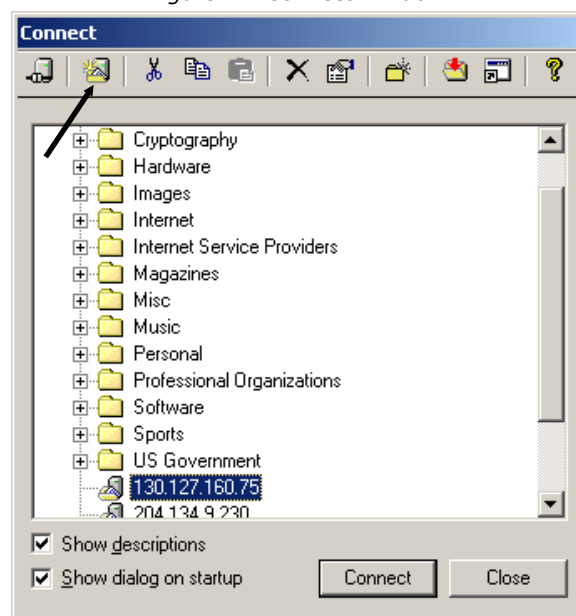 Connect
Cryptography
Hardware
Images
Internet
Internet Service Providers
Magazines
Misc
Music
Personal
Professional Organizations
Software
Sports
US Government
130.127.160.75
204.134.9.230
Show descriptions
Show dialog on startup
Connect
Close